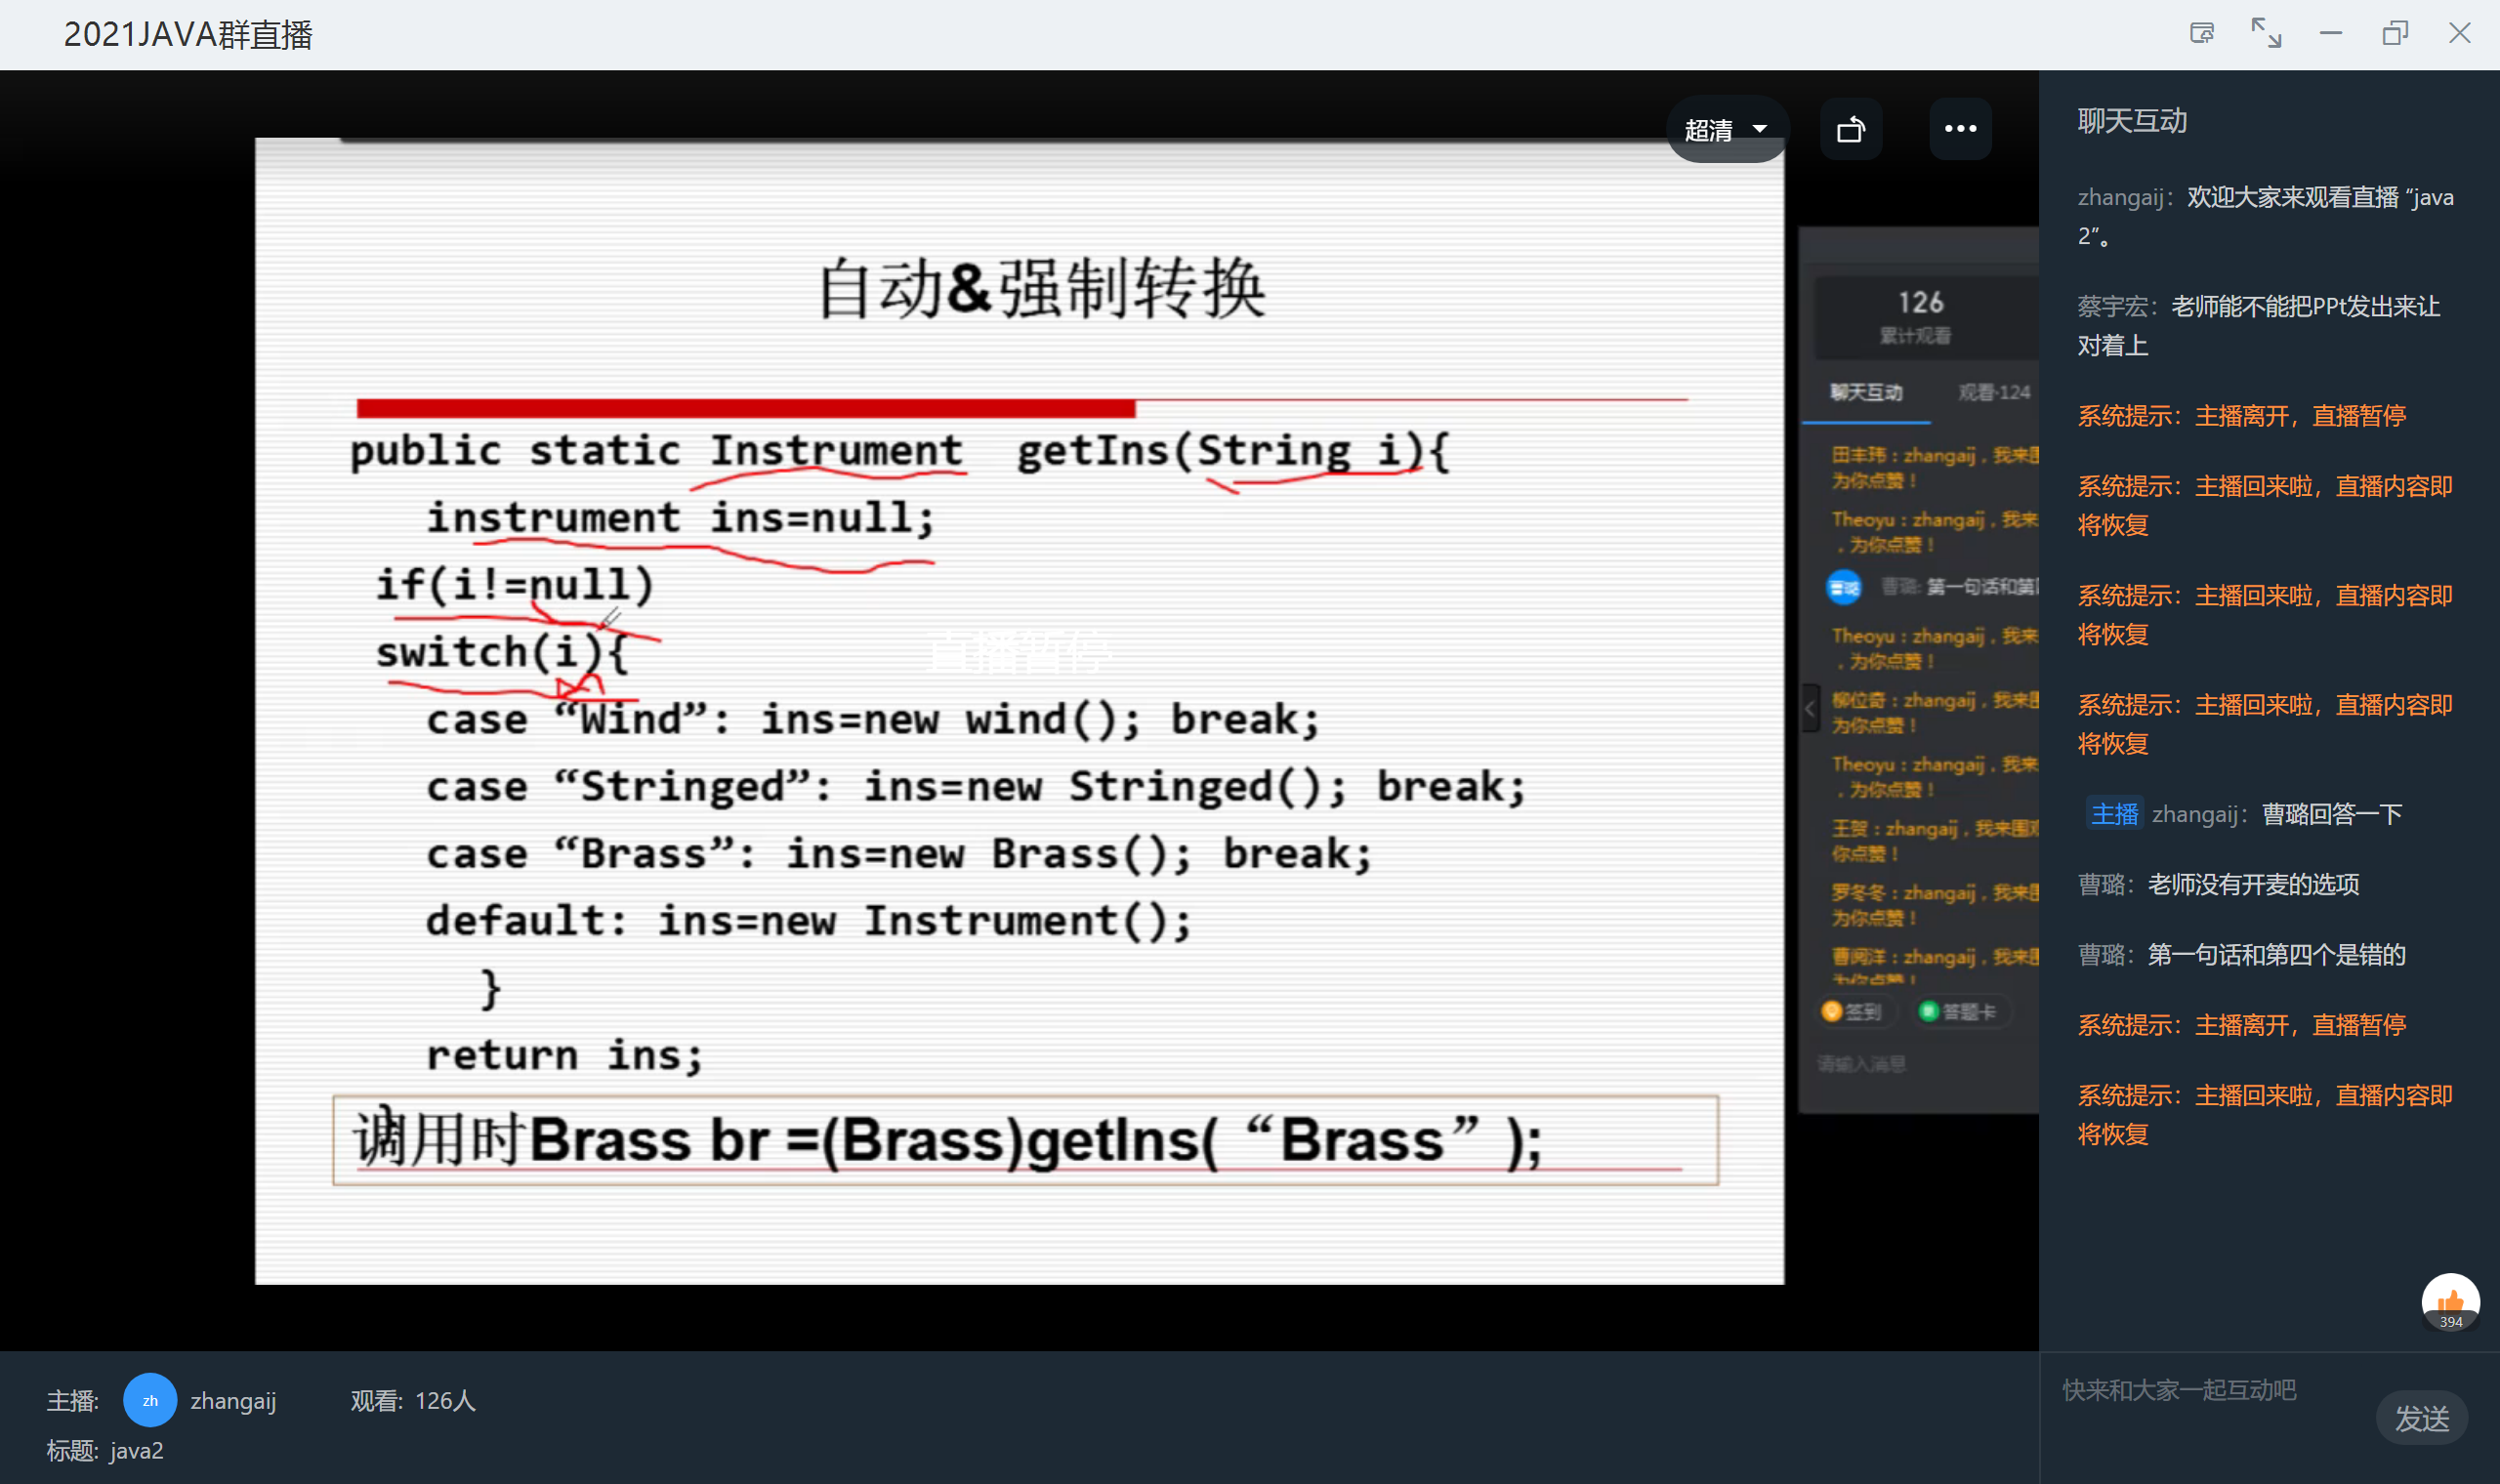 2021JAVA群直播
超清
自动&强制转换
public static Instrument getIns(String i){
instrument ins=null;
if(i!=null)
switch(i){
case “Wind”: ins=new wind(); break;
case “Stringed”: ins=new Stringed(); break;
case “Brass”: ins=new Brass(); break;
default: ins=new Instrument();
}
return ins;
}
调用时Brass br =(Brass)getIns(“Brass”);
直播暂停
126
累计观看
聊天互动 观看·124
田丰玮：zhangaij，我来围
为你点赞！
Theoyu：zhangaij，我来
，为你点赞！
曹璐 曹璐: 第一句话和第
Theoyu：zhangaij，我来
，为你点赞！
柳位奇：zhangaij，我来围
为你点赞！
Theoyu：zhangaij，我来
，为你点赞！
王贺：zhangaij，我来围观
你点赞！
罗冬冬：zhangaij，我来围
为你点赞！
曹阅洋：zhangaij，我来围
为你点赞！
签到 答题卡
请输入消息
聊天互动
zhangaij：欢迎大家来观看直播 “java
2”。
蔡宇宏：老师能不能把PPt发出来让
对着上
系统提示：主播离开，直播暂停
系统提示：主播回来啦，直播内容即
将恢复
系统提示：主播回来啦，直播内容即
将恢复
系统提示：主播回来啦，直播内容即
将恢复
主播 zhangaij：曹璐回答一下
曹璐：老师没有开麦的选项
曹璐：第一句话和第四个是错的
系统提示：主播离开，直播暂停
系统提示：主播回来啦，直播内容即
将恢复
394
快来和大家一起互动吧
发送
主播: zh zhangaij 观看: 126人
标题: java2